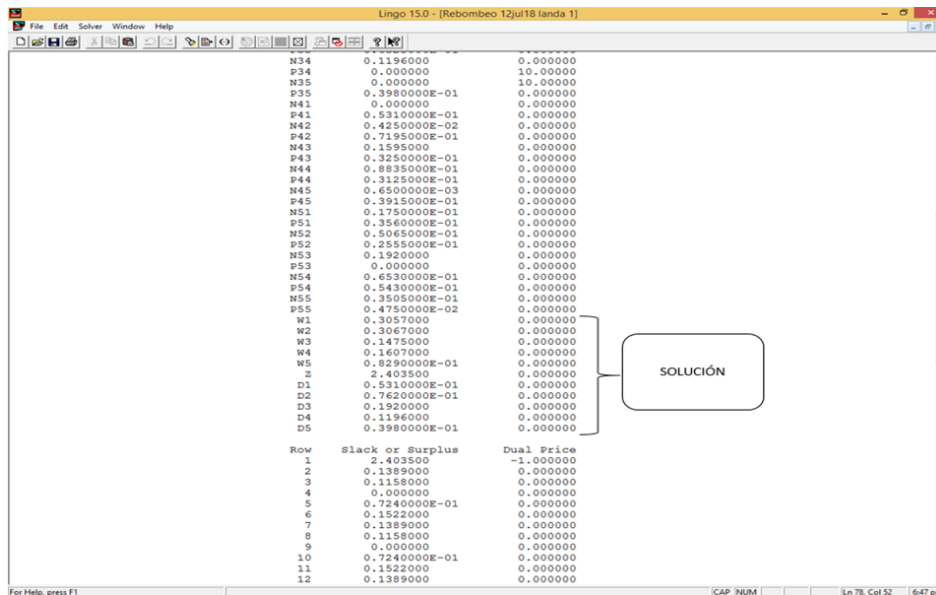 Lingo 15.0 - [Rebombeo 12jul18 landa 1]
File Edit Solver Window Help
N34 0.1196000 0.000000
P34 0.000000 10.00000
N35 0.000000 10.00000
P35 0.3980000E-01 0.000000
N41 0.000000 0.000000
P41 0.5310000E-01 0.000000
N42 0.4250000E-02 0.000000
P42 0.7195000E-01 0.000000
N43 0.1595000 0.000000
P43 0.3250000E-01 0.000000
N44 0.8835000E-01 0.000000
P44 0.3125000E-01 0.000000
N45 0.6500000E-03 0.000000
P45 0.3915000E-01 0.000000
N51 0.1750000E-01 0.000000
P51 0.3560000E-01 0.000000
N52 0.5065000E-01 0.000000
P52 0.2555000E-01 0.000000
N53 0.1920000 0.000000
P53 0.000000 0.000000
N54 0.6530000E-01 0.000000
P54 0.5430000E-01 0.000000
N55 0.3505000E-01 0.000000
P55 0.4750000E-02 0.000000
W1 0.3057000 0.000000
W2 0.3067000 0.000000
W3 0.1475000 0.000000
W4 0.1607000 0.000000
W5 0.8290000E-01 0.000000
Z 2.403500 0.000000
D1 0.5310000E-01 0.000000
D2 0.7620000E-01 0.000000
D3 0.1920000 0.000000
D4 0.1196000 0.000000
D5 0.3980000E-01 0.000000
SOLUCIÓN
Row Slack or Surplus Dual Price
1 2.403500 -1.000000
2 0.1389000 0.000000
3 0.1158000 0.000000
4 0.000000 0.000000
5 0.7240000E-01 0.000000
6 0.1522000 0.000000
7 0.1389000 0.000000
8 0.1158000 0.000000
9 0.000000 0.000000
10 0.7240000E-01 0.000000
11 0.1522000 0.000000
12 0.1389000 0.000000
For Help, press F1 CAP NUM Ln 78, Col 52 6:47 p